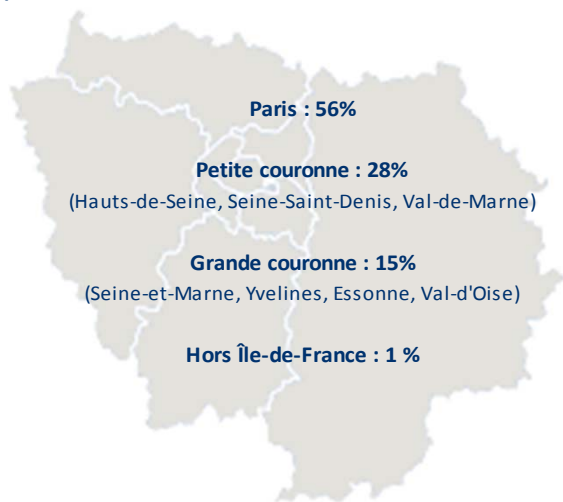 Paris : 56%
Petite couronne : 28%
(Hauts-de-Seine, Seine-Saint-Denis, Val-de-Marne)
Grande couronne : 15%
(Seine-et-Marne, Yvelines, Essonne, Val-d'Oise)
Hors Île-de-France : 1 %